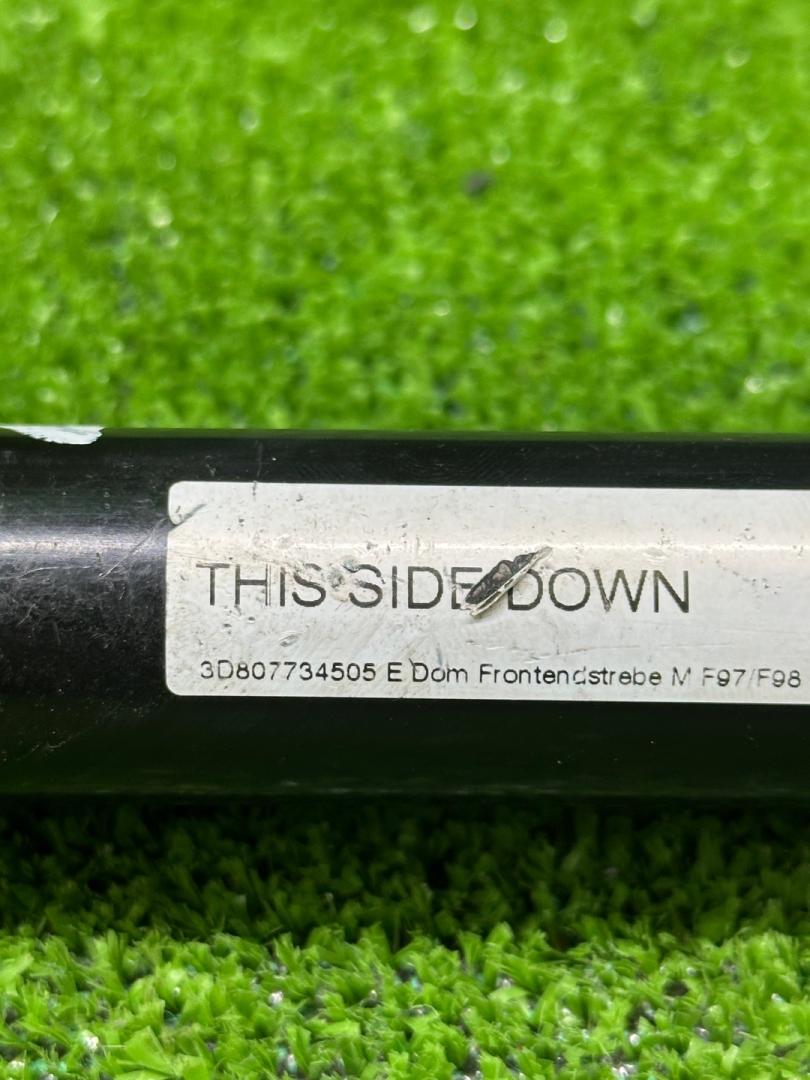 THIS SIDE DOWN
3D807734505 E Dom Frontendstrebe M F97/F98